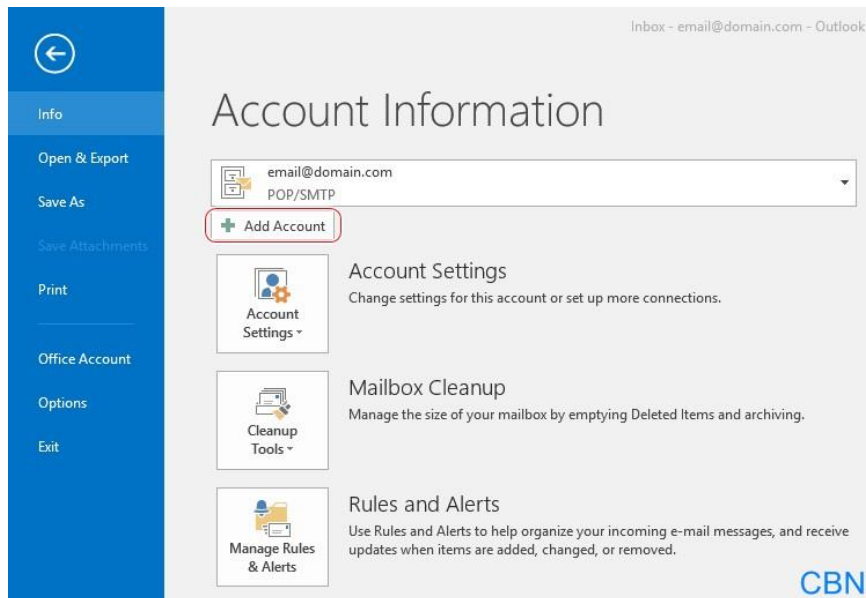 Inbox - email@domain.com - Outlook
Info
Open & Export
Save As
Save Attachments
Print
Office Account
Options
Exit
Account Information
email@domain.com
POP/SMTP
Add Account
Account
Settings
Account Settings
Change settings for this account or set up more connections.
Cleanup
Tools
Mailbox Cleanup
Manage the size of your mailbox by emptying Deleted Items and archiving.
Manage Rules
& Alerts
Rules and Alerts
Use Rules and Alerts to help organize your incoming e-mail messages, and receive
updates when items are added, changed, or removed.
CBN